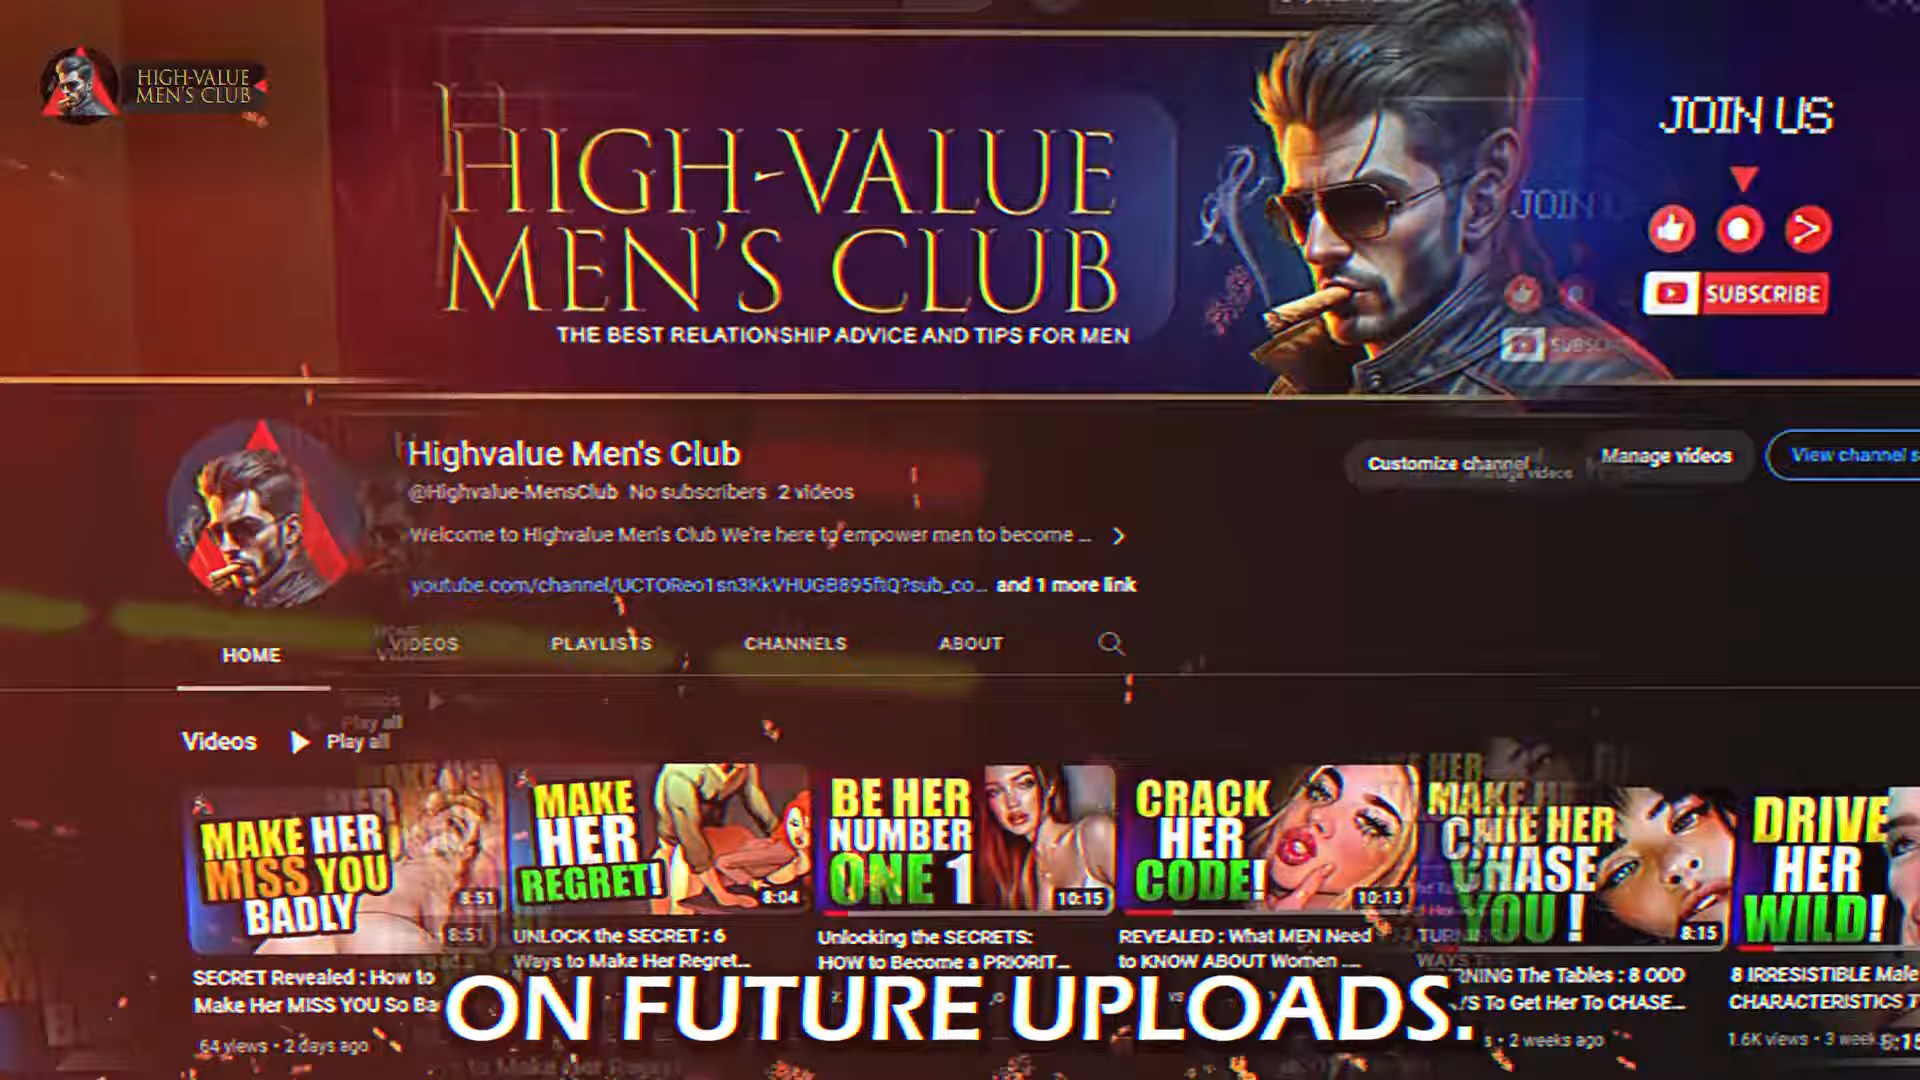 HIGH-VALUE
MEN'S CLUB
HIGH-VALUE
MEN'S CLUB
THE BEST RELATIONSHIP ADVICE AND TIPS FOR MEN
JOIN US
SUBSCRIBE
JOIN
Highvalue Men's Club
@Highvalue-MensClub No subscribers 2 videos
Welcome to Highvalue Men's Club We're here to empower men to become ...
and 1 more link
Customize channel
Manage videos
View channel s
HOME
VIDEOS
PLAYLISTS
CHANNELS
ABOUT
Videos
Play all
MAKE HER
MISS YOU
BADLY
8:51
MAKE
HER
REGRET!
8:04
BE HER
NUMBER
ONE 1
10:15
CRACK
HER
CODE!
10:13
HER
CHASE
YOU !
8:15
DRIVE
HER
WILD!
SECRET Revealed : How to
Make Her MISS YOU So Ba
64 views • 2 days ago
UNLOCK the SECRET : 6
Ways to Make Her Regret...
Unlocking the SECRETS:
HOW to Become a PRIORIT...
REVEALED : What MEN Need
to KNOW ABOUT Women ....
RNING The Tables : 8 ODD
YS To Get Her To CHASE...
s • 2 weeks ago
8 IRRESISTIBLE Male
CHARACTERISTICS T
1.6K views • 3 week
ON FUTURE UPLOADS.